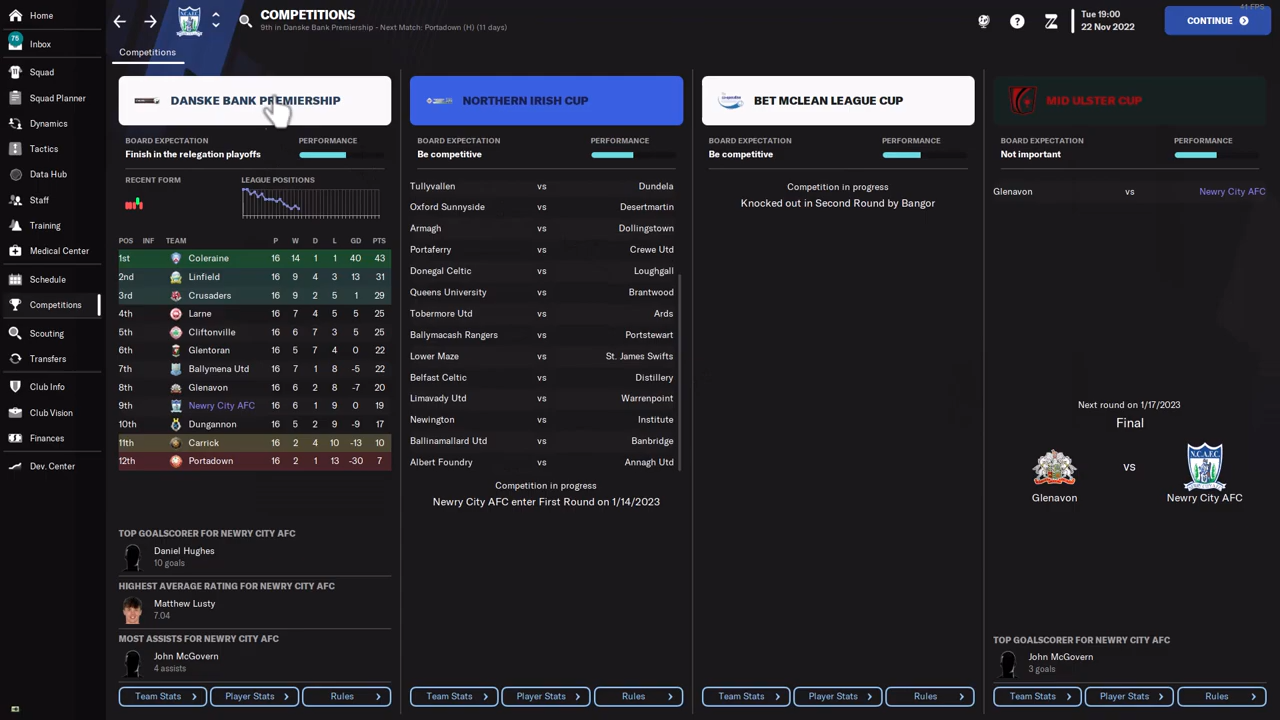 41 FPS
Home
75
Inbox
Squad
Squad Planner
Dynamics
Tactics
Data Hub
Staff
Training
Medical Center
Schedule
Competitions
Scouting
Transfers
Club Info
Club Vision
Finances
Dev. Center
COMPETITIONS
9th in Danske Bank Premiership - Next Match: Portadown (H) (11 days)
Tue 19:00
22 Nov 2022
CONTINUE
Competitions
DANSKE BANK PREMIERSHIP
BOARD EXPECTATION PERFORMANCE
Finish in the relegation playoffs
RECENT FORM LEAGUE POSITIONS
POS INF TEAM P W D L GD PTS
1st Coleraine 16 14 1 1 40 43
2nd Linfield 16 9 4 3 13 31
3rd Crusaders 16 9 2 5 1 29
4th Larne 16 7 4 5 5 25
5th Cliftonville 16 6 7 3 5 25
6th Glentoran 16 5 7 4 0 22
7th Ballymena Utd 16 7 1 8 -5 22
8th Glenavon 16 6 2 8 -7 20
9th Newry City AFC 16 6 1 9 0 19
10th Dungannon 16 5 2 9 -9 17
11th Carrick 16 2 4 10 -13 10
12th Portadown 16 2 1 13 -30 7
TOP GOALSCORER FOR NEWRY CITY AFC
Daniel Hughes
10 goals
HIGHEST AVERAGE RATING FOR NEWRY CITY AFC
Matthew Lusty
7.04
MOST ASSISTS FOR NEWRY CITY AFC
John McGovern
4 assists
Team Stats Player Stats Rules
NORTHERN IRISH CUP
BOARD EXPECTATION PERFORMANCE
Be competitive
Tullyvallen vs Dundela
Oxford Sunnyside vs Desertmartin
Armagh vs Dollingstown
Portaferry vs Crewe Utd
Donegal Celtic vs Loughgall
Queens University vs Brantwood
Tobermore Utd vs Ards
Ballymacash Rangers vs Portstewart
Lower Maze vs St. James Swifts
Belfast Celtic vs Distillery
Limavady Utd vs Warrenpoint
Newington vs Institute
Ballinamallard Utd vs Banbridge
Albert Foundry vs Annagh Utd
Competition in progress
Newry City AFC enter First Round on 1/14/2023
Team Stats Player Stats Rules
BET MCLEAN LEAGUE CUP
BOARD EXPECTATION PERFORMANCE
Be competitive
Competition in progress
Knocked out in Second Round by Bangor
Team Stats Player Stats Rules
MID ULSTER CUP
BOARD EXPECTATION PERFORMANCE
Not important
Glenavon vs Newry City AFC
Next round on 1/17/2023
Final
vs
Glenavon Newry City AFC
N.C.A.F.C.
TOP GOALSCORER FOR NEWRY CITY AFC
John McGovern
3 goals
Team Stats Player Stats Rules